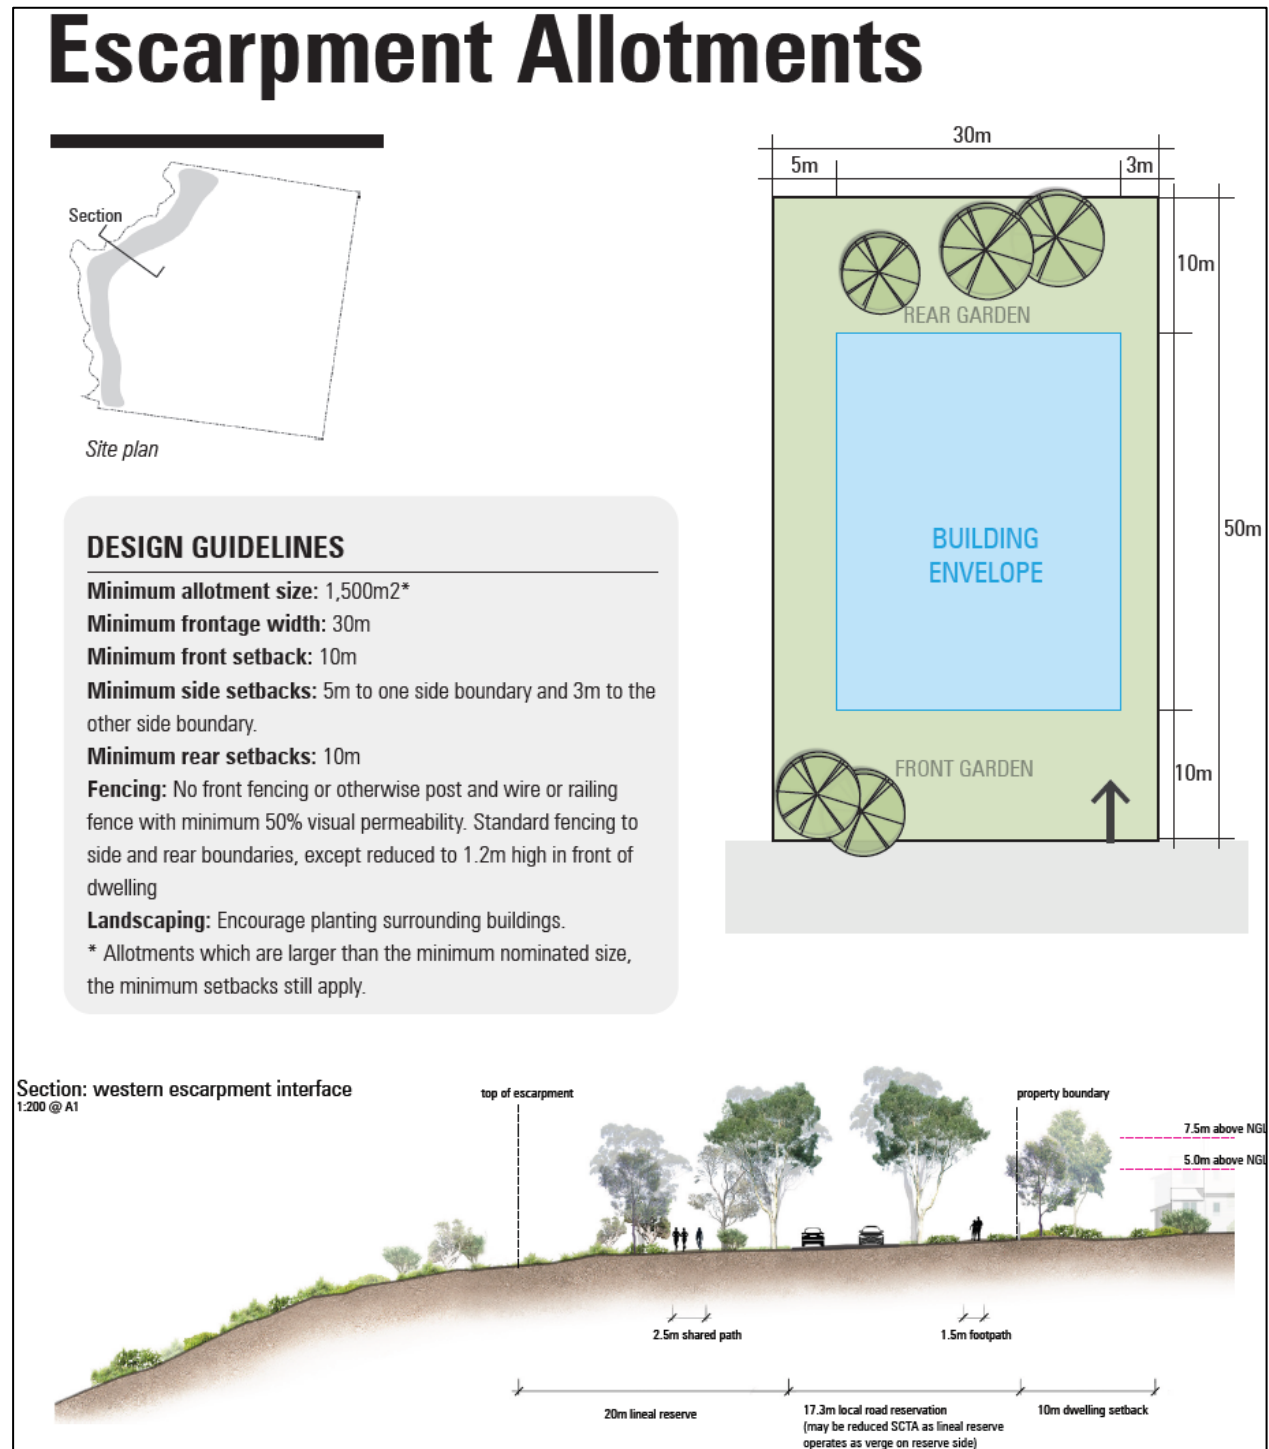 Escarpment Allotments
Section
Site plan
30m
5m
3m
10m
REAR GARDEN
50m
BUILDING
ENVELOPE
FRONT GARDEN
10m
DESIGN GUIDELINES
Minimum allotment size: 1,500m2*
Minimum frontage width: 30m
Minimum front setback: 10m
Minimum side setbacks: 5m to one side boundary and 3m to the
other side boundary.
Minimum rear setbacks: 10m
Fencing: No front fencing or otherwise post and wire or railing
fence with minimum 50% visual permeability. Standard fencing to
side and rear boundaries, except reduced to 1.2m high in front of
dwelling
Landscaping: Encourage planting surrounding buildings.
* Allotments which are larger than the minimum nominated size,
the minimum setbacks still apply.
Section: western escarpment interface
1:200 @ A1
top of escarpment
property boundary
7.5m above NGL
5.0m above NGL
2.5m shared path
1.5m footpath
20m lineal reserve
17.3m local road reservation
(may be reduced SCTA as lineal reserve
operates as verge on reserve side)
10m dwelling setback